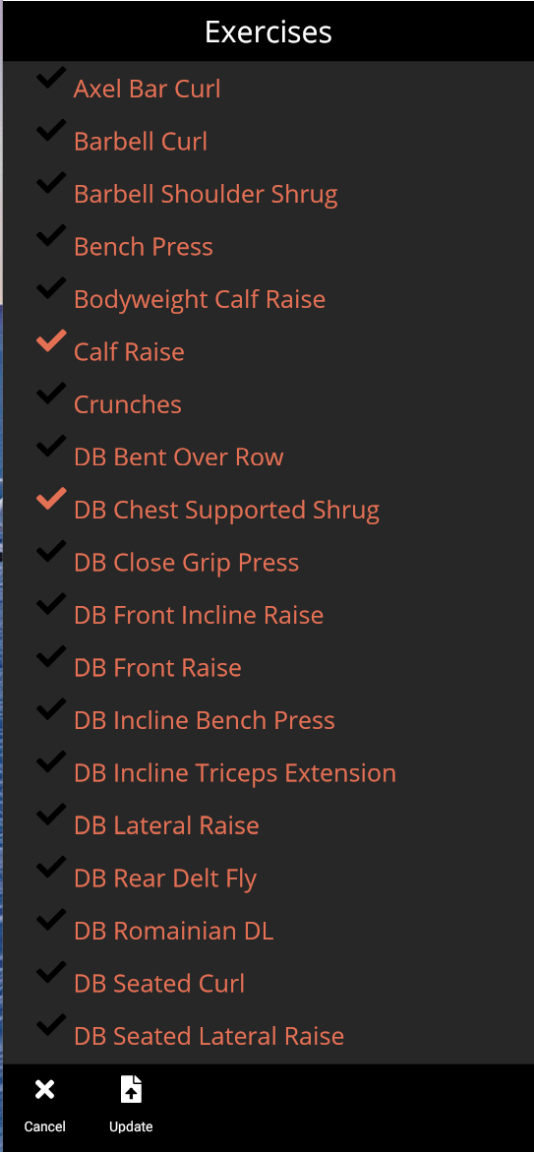 Exercises
Axel Bar Curl
Barbell Curl
Barbell Shoulder Shrug
Bench Press
Bodyweight Calf Raise
Calf Raise
Crunches
DB Bent Over Row
DB Chest Supported Shrug
DB Close Grip Press
DB Front Incline Raise
DB Front Raise
DB Incline Bench Press
DB Incline Triceps Extension
DB Lateral Raise
DB Rear Delt Fly
DB Romainian DL
DB Seated Curl
DB Seated Lateral Raise
Cancel Update